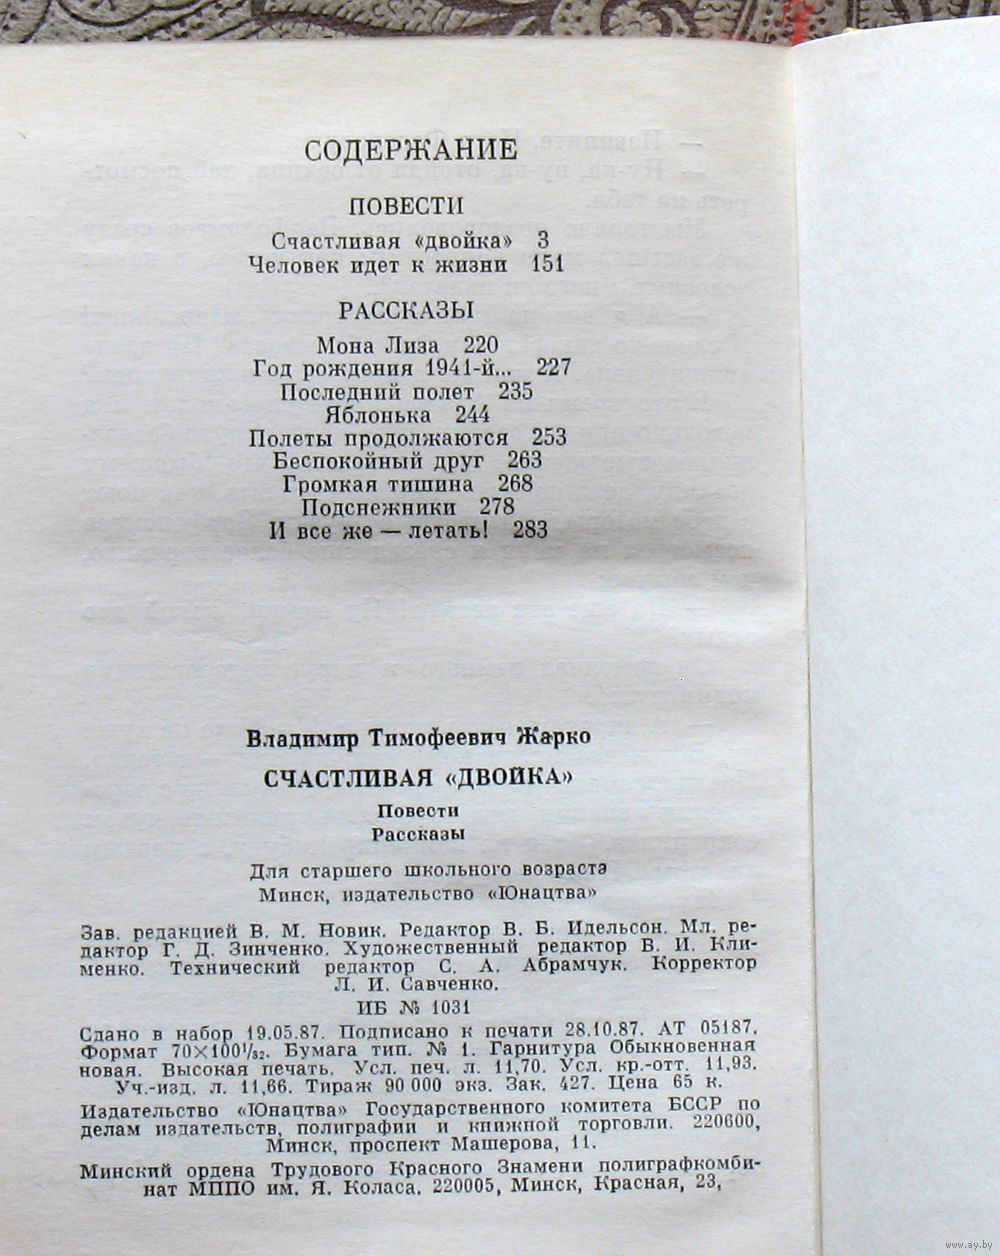 СОДЕРЖАНИЕ
ПОВЕСТИ
Счастливая «двойка» 3
Человек идет к жизни 151
РАССКАЗЫ
Мона Лиза 220
Год рождения 1941-й... 227
Последний полет 235
Яблонька 244
Полеты продолжаются 253
Беспокойный друг 263
Громкая тишина 268
Подснежники 278
И все же — летать! 283
Владимир Тимофеевич Жарко
СЧАСТЛИВАЯ «ДВОЙКА»
Повести
Рассказы
Для старшего школьного возраста
Минск, издательство «Юнацтва»
Зав. редакцией В. М. Новик. Редактор В. Б. Идельсон. Мл. ре-
дактор Г. Д. Зинченко. Художественный редактор В. И. Кли-
менко. Технический редактор С. А. Абрамчук. Корректор
Л. И. Савченко.
ИБ № 1031
Сдано в набор 19.05.87. Подписано к печати 28.10.87. АТ 05187.
Формат 70×100¹/₃₂. Бумага тип. № 1. Гарнитура Обыкновенная
новая. Высокая печать. Усл. печ. л. 11,70. Усл. кр.-отт. 11,93.
Уч.-изд. л. 11,66. Тираж 90 000 экз. Зак. 427. Цена 65 к.
Издательство «Юнацтва» Государственного комитета БССР по
делам издательств, полиграфии и книжной торговли. 220600,
Минск, проспект Машерова, 11.
Минский ордена Трудового Красного Знамени полиграфкомби-
нат МППО им. Я. Коласа. 220005, Минск, Красная, 23,
www.ay.by